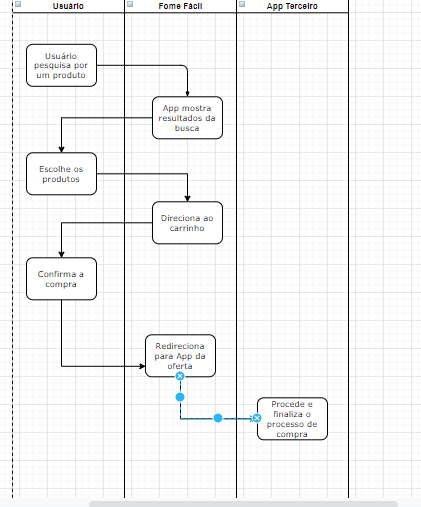 Usuário
Fome Fácil
App Terceiro
Usuário
pesquisa por
um produto
App mostra
resultados da
busca
Escolhe os
produtos
Direciona ao
carrinho
Confirma a
compra
Redireciona
para App da
oferta
Procede e
finaliza o
processo de
compra